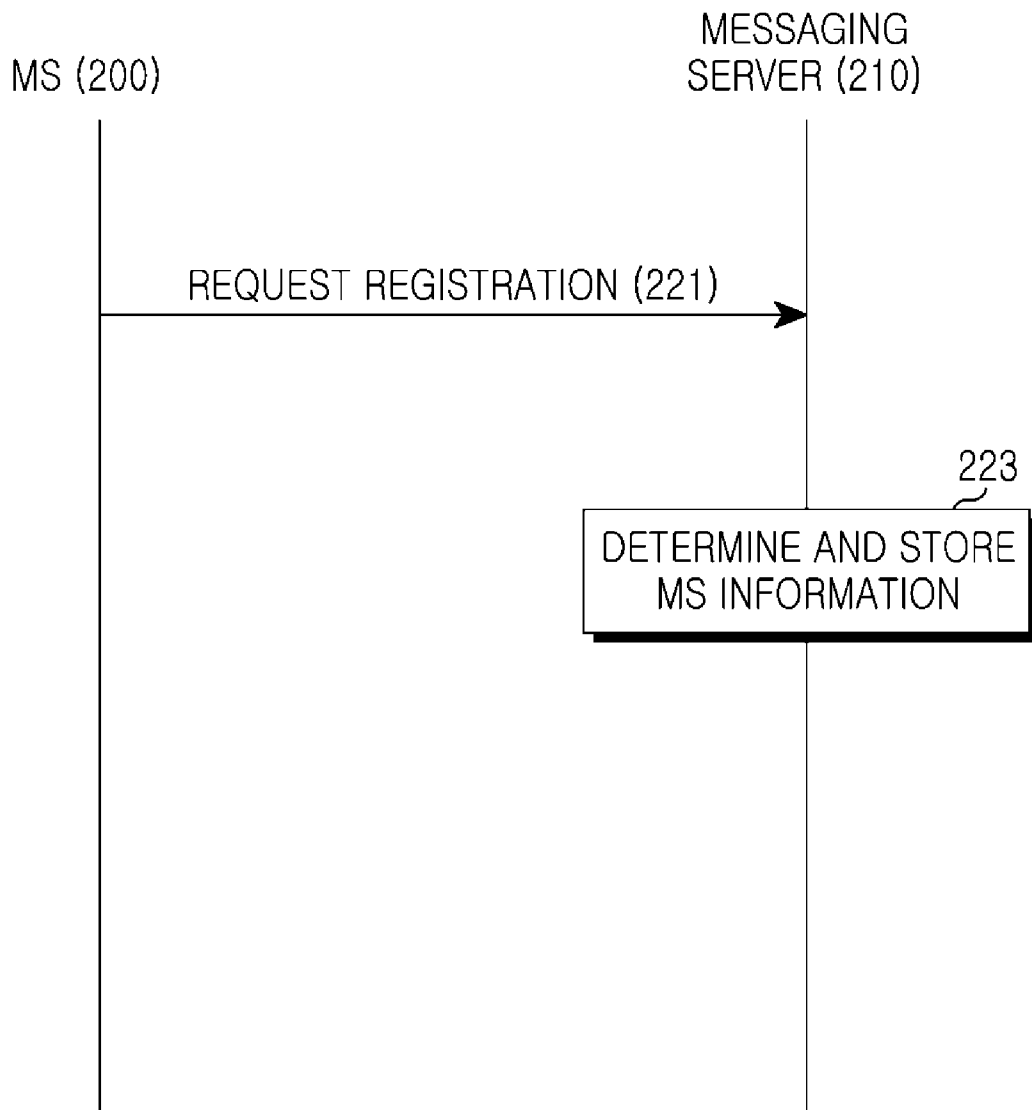 MESSAGING
MS (200)
SERVER (210)
REQUEST REGISTRATION (221)
223
DETERMINE AND STORE
MS INFORMATION